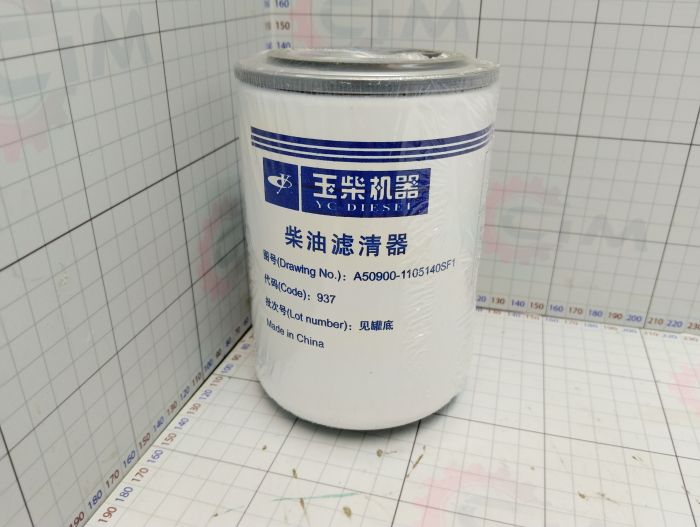 玉柴机器
YC DIESEL
柴油滤清器
图号(Drawing No.): A50900-1105140SF1
代码(Code): 937
批次号(Lot number): 见罐底
Made in China
CIM